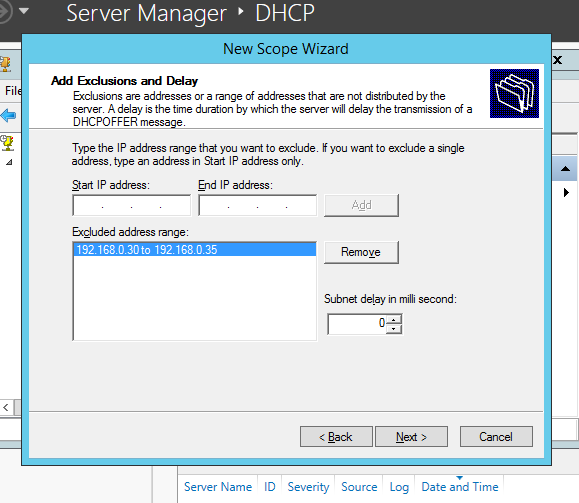 Server Manager ‣ DHCP
New Scope Wizard
X
Add Exclusions and Delay
Exclusions are addresses or a range of addresses that are not distributed by the
server. A delay is the time duration by which the server will delay the transmission of a
DHCPOFFER message.
File
Type the IP address range that you want to exclude. If you want to exclude a single
address, type an address in Start IP address only.
Start IP address: End IP address:
. . . . . . Add
Excluded address range:
192.168.0.30 to 192.168.0.35 Remove
Subnet delay in milli second:
0
< Back Next > Cancel
Server Name ID Severity Source Log Date and Time